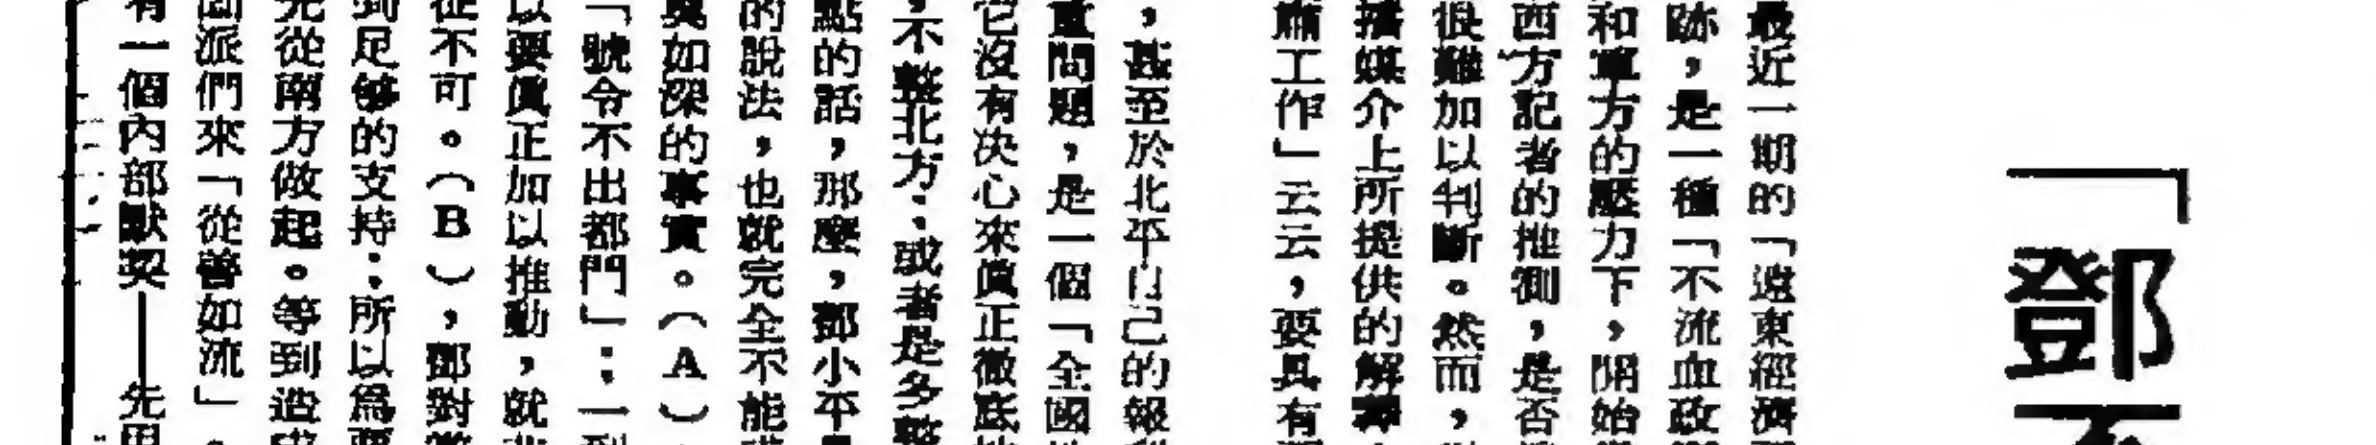 「鄧
最近一期的「遠東經濟
跡，是一種「不流血政
和軍方的壓力下，開始
西方記者的推測，是否
很難加以判斷。然而，
播媒介上所提供的解釋
工作」云云，要具有
，甚至於北平自己的報
重問題，是一個「全國
它沒有決心來眞正徹底
，不整北方；或者是多整
點的話，那麼，鄧小平
的說法，也就完全不能
異如深的事實。（A）
「號令不出都門」；一到
以要眞正加以推動，就
從不可。（B），鄧對
到足够的支持；所以爲要
先從南方做起。等到造成
派們來「從善如流」。
有一個內部默契——先